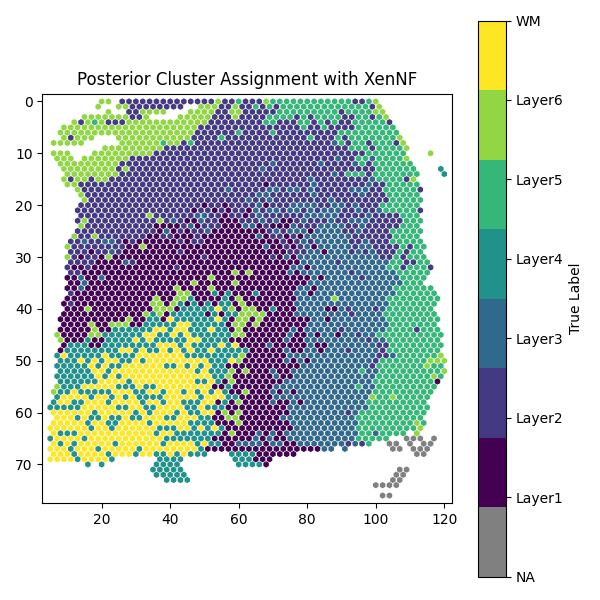 Posterior Cluster Assignment with XenNF
0
10
20
30
40
50
60
70
20
40
60
80
100
120
WM
Layer6
Layer5
Layer4
Layer3
Layer2
Layer1
NA
True Label